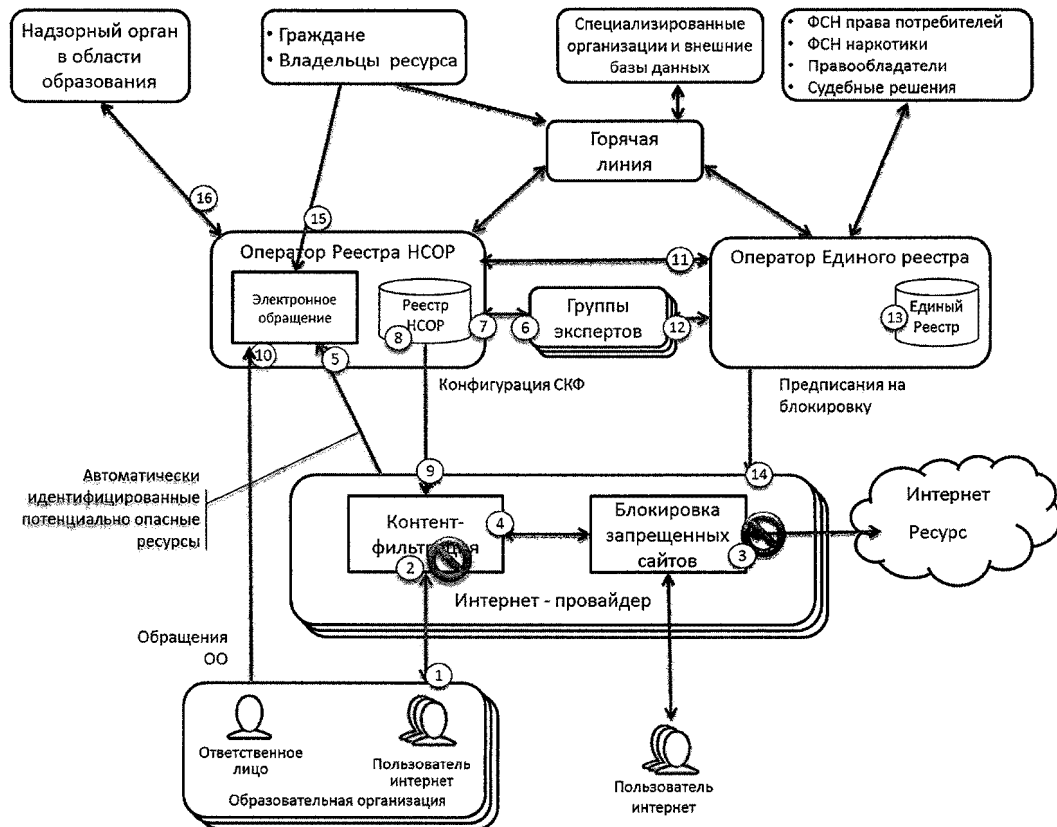 Надзорный орган
в области
образования
• Граждане
• Владельцы ресурса
Специализированные
организации и внешние
базы данных
• ФСН права потребителей
• ФСН наркотики
• Правообладатели
• Судебные решения
Горячая
линия
16
15
Оператор Реестра НСОР
11
Оператор Единого реестра
Электронное
обращение
Реестр
НСОР
8
7
6
Группы
экспертов
12
13
Единый
Реестр
10
5
Конфигурация СКФ
Предписания на
блокировку
Автоматически
идентифицированные
потенциально опасные
ресурсы
9
14
Контент-
фильтрация
2
4
Блокировка
запрещенных
сайтов
3
Интернет
Ресурс
Интернет - провайдер
Обращения
ОО
1
Ответственное
лицо
Пользователь
интернет
Образовательная организация
Пользователь
интернет